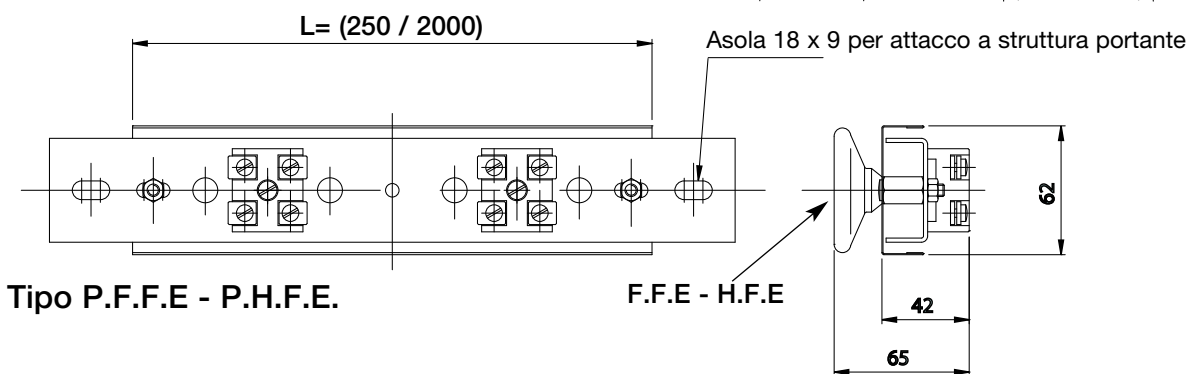 L= (250 / 2000)
Asola 18 x 9 per attacco a struttura portante
62
Tipo P.F.F.E - P.H.F.E.
F.F.E - H.F.E
42
65